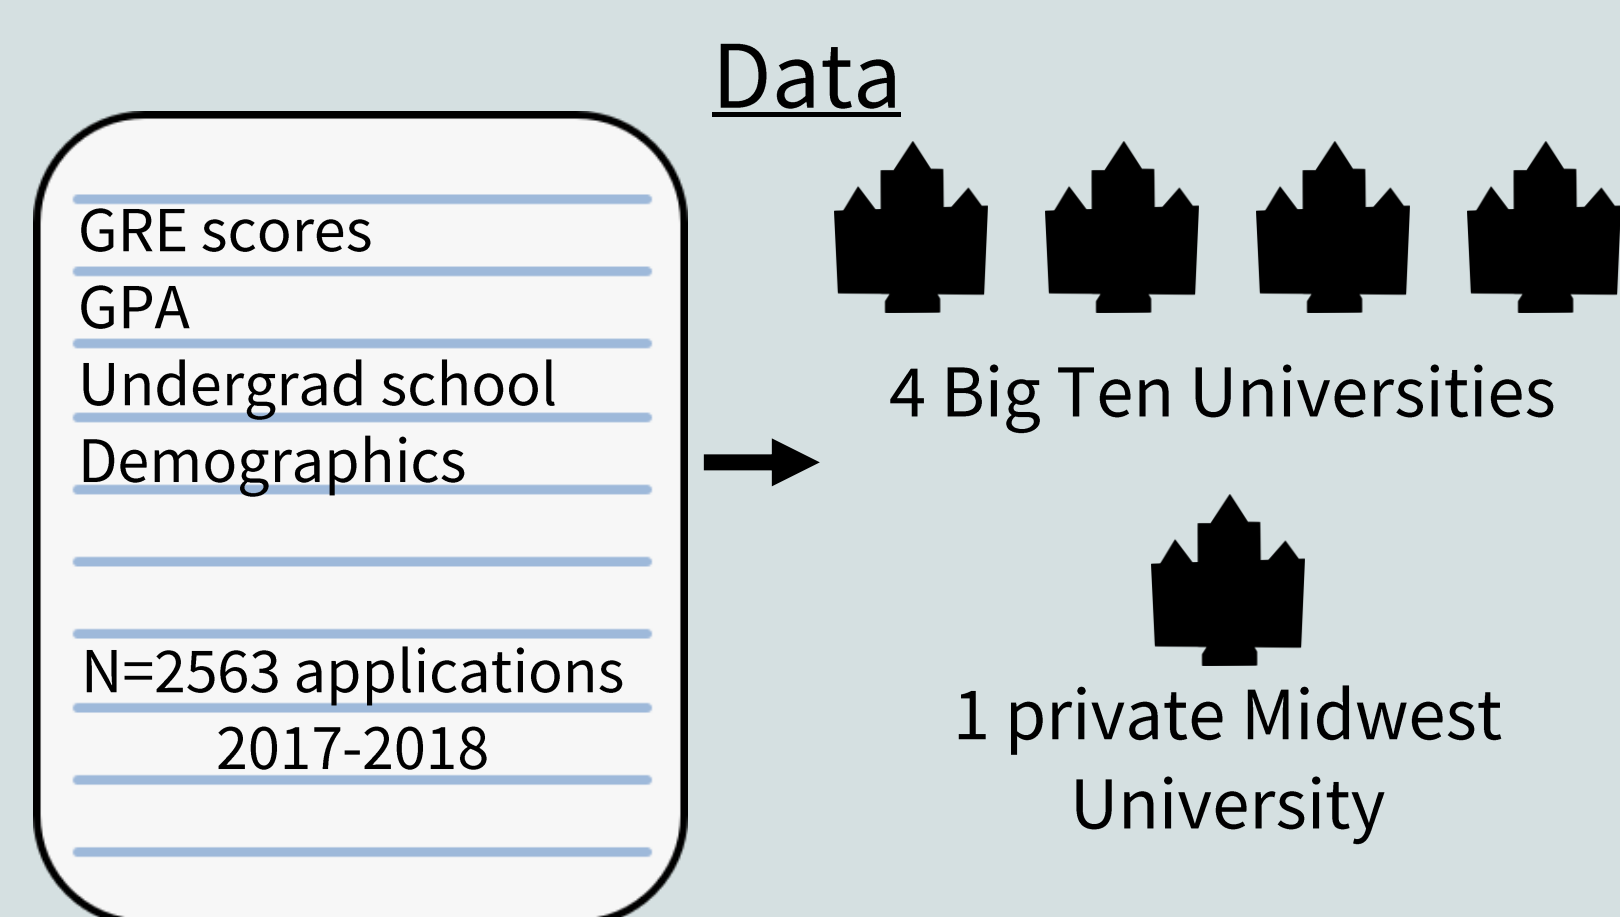 Data
GRE scores
GPA
Undergrad school
Demographics
N=2563 applications
2017-2018
4 Big Ten Universities
1 private Midwest
University